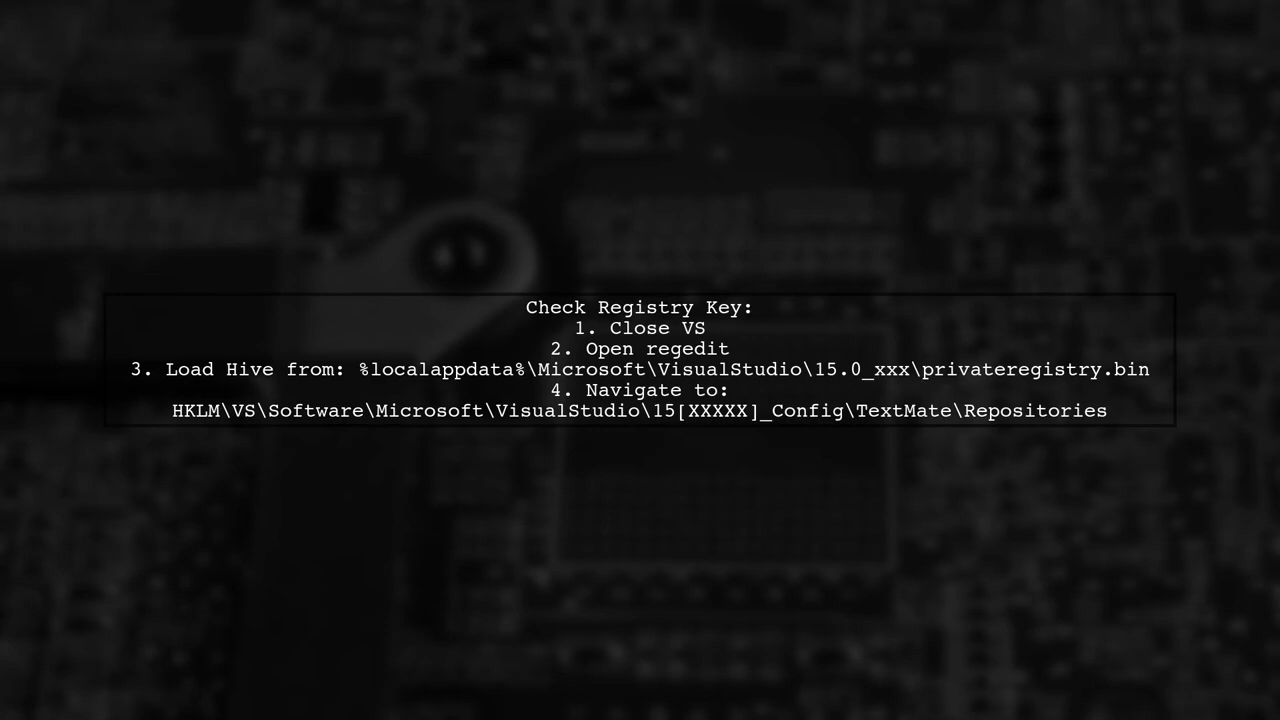 Check Registry Key:
1. Close VS
2. Open regedit
3. Load Hive from: %localappdata%\Microsoft\VisualStudio\15.0_xxx\privateregistry.bin
4. Navigate to:
HKLM\VS\Software\Microsoft\VisualStudio\15[XXXXX]_Config\TextMate\Repositories